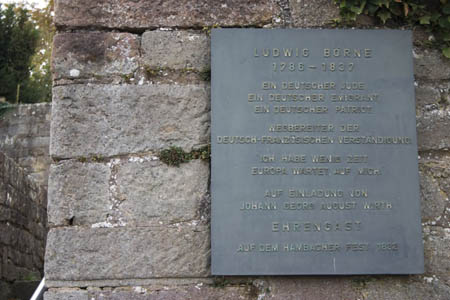 LUDWIG BÖRNE
1786 - 1837
EIN DEUTSCHER JUDE
EIN DEUTSCHER EMIGRANT
EIN DEUTSCHER PATRIOT
WEGBEREITER DER
DEUTSCH-FRANZÖSISCHEN VERSTÄNDIGUNG
ICH HABE WENIG ZEIT
EUROPA WARTET AUF MICH
AUF EINLADUNG VON
JOHANN GEORG AUGUST WIRTH
EHRENGAST
AUF DEM HAMBACHER FEST 1832